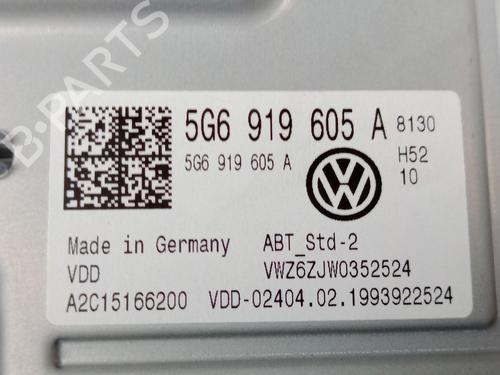 B-PARTS
5G6 919 605 A 8130
5G6 919 605 A H52
10
Made in Germany ABT_Std-2
VDD VWZ6ZJW0352524
A2C15166200 VDD-02404.02.1993922524